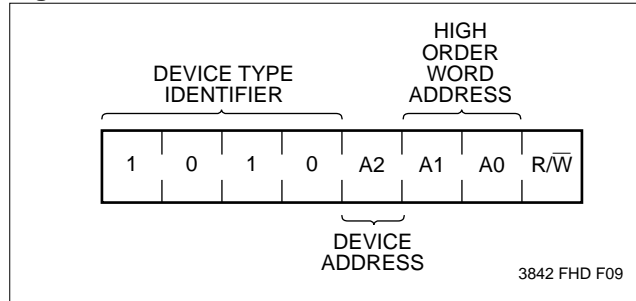 HIGH
ORDER
WORD
ADDRESS
DEVICE TYPE
IDENTIFIER
1 0 1 0 A2 A1 A0 R/W̅
DEVICE
ADDRESS
3842 FHD F09